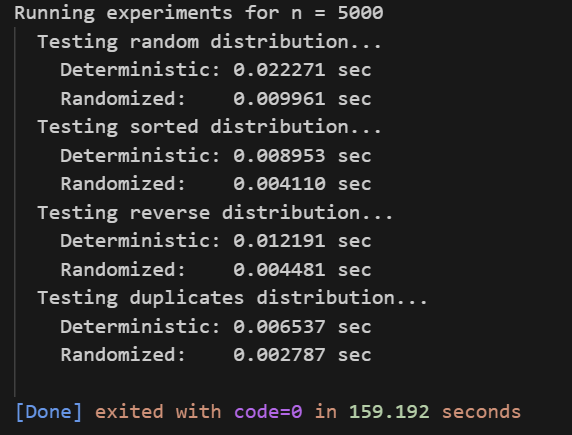 Running experiments for n = 5000
Testing random distribution...
Deterministic: 0.022271 sec
Randomized:    0.009961 sec
Testing sorted distribution...
Deterministic: 0.008953 sec
Randomized:    0.004110 sec
Testing reverse distribution...
Deterministic: 0.012191 sec
Randomized:    0.004481 sec
Testing duplicates distribution...
Deterministic: 0.006537 sec
Randomized:    0.002787 sec
[Done] exited with code=0 in 159.192 seconds